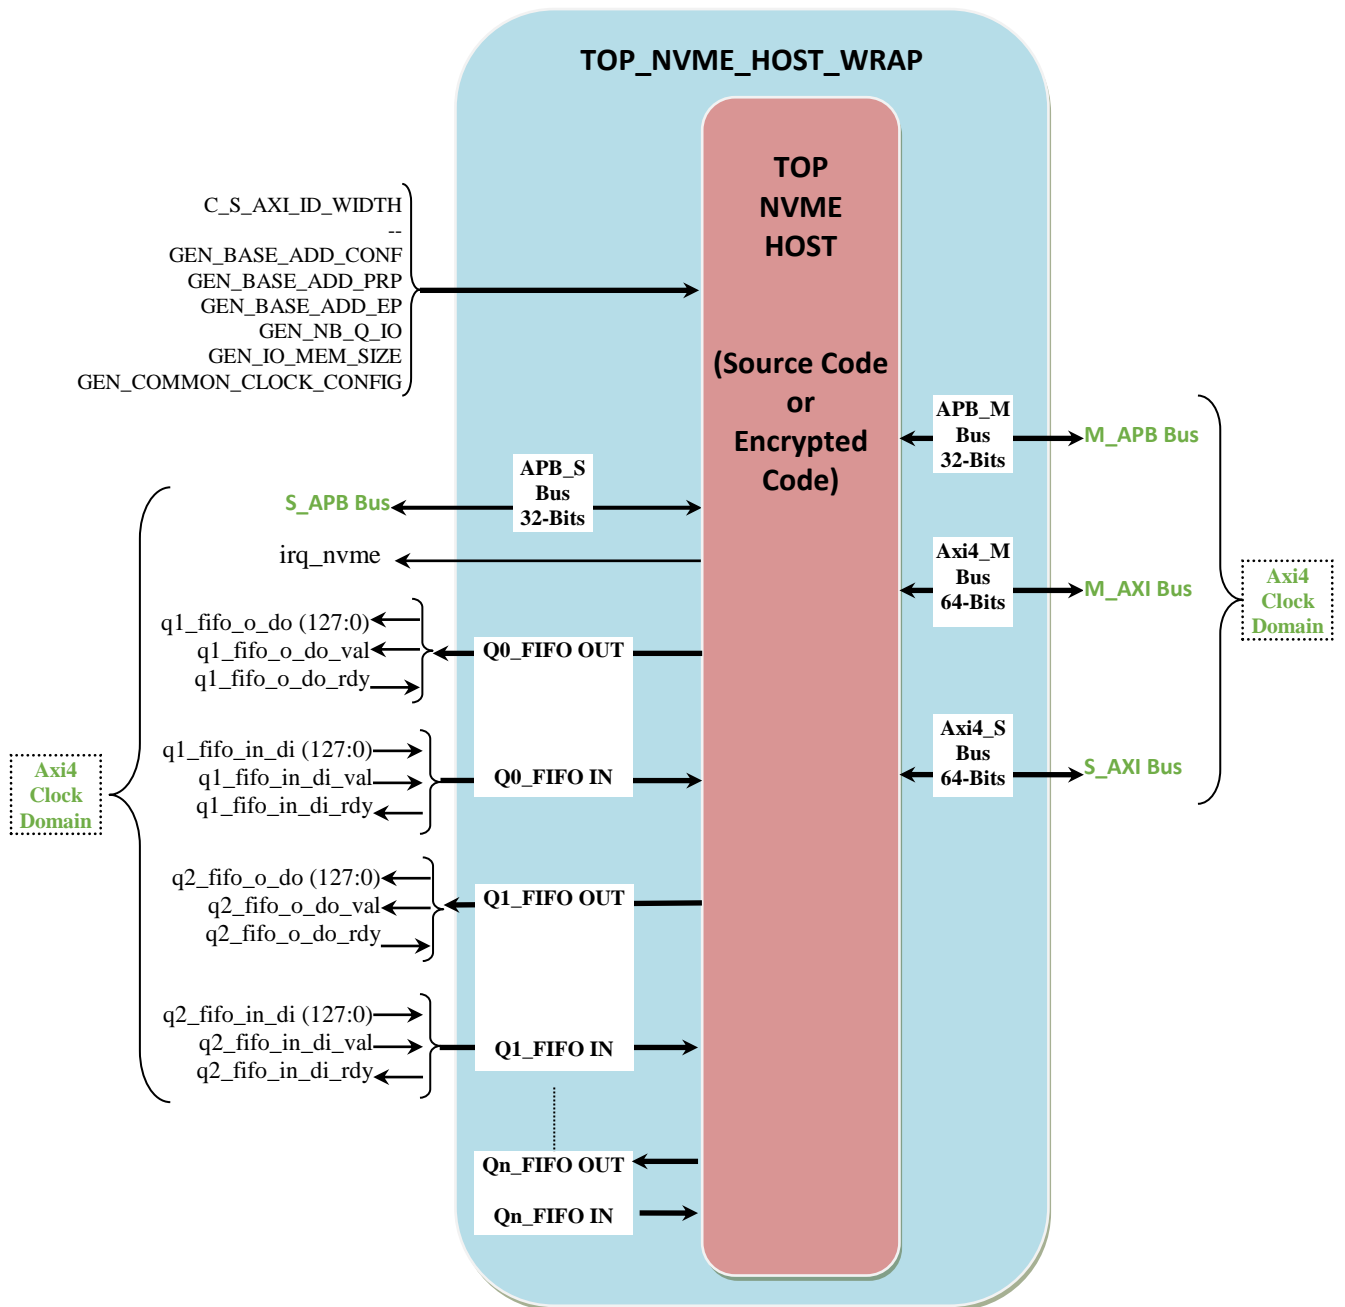 TOP_NVME_HOST_WRAP
TOP
NVME
HOST
(Source Code
or
Encrypted
Code)
C_S_AXI_ID_WIDTH
--
GEN_BASE_ADD_CONF
GEN_BASE_ADD_PRP
GEN_BASE_ADD_EP
GEN_NB_Q_IO
GEN_IO_MEM_SIZE
GEN_COMMON_CLOCK_CONFIG
S_APB Bus
APB_S
Bus
32-Bits
irq_nvme
q1_fifo_o_do (127:0)
q1_fifo_o_do_val
q1_fifo_o_do_rdy
Q0_FIFO OUT
q1_fifo_in_di (127:0)
q1_fifo_in_di_val
q1_fifo_in_di_rdy
Q0_FIFO IN
Axi4
Clock
Domain
q2_fifo_o_do (127:0)
q2_fifo_o_do_val
q2_fifo_o_do_rdy
Q1_FIFO OUT
q2_fifo_in_di (127:0)
q2_fifo_in_di_val
q2_fifo_in_di_rdy
Q1_FIFO IN
Qn_FIFO OUT
Qn_FIFO IN
APB_M
Bus
32-Bits
M_APB Bus
Axi4_M
Bus
64-Bits
M_AXI Bus
Axi4_S
Bus
64-Bits
S_AXI Bus
Axi4
Clock
Domain